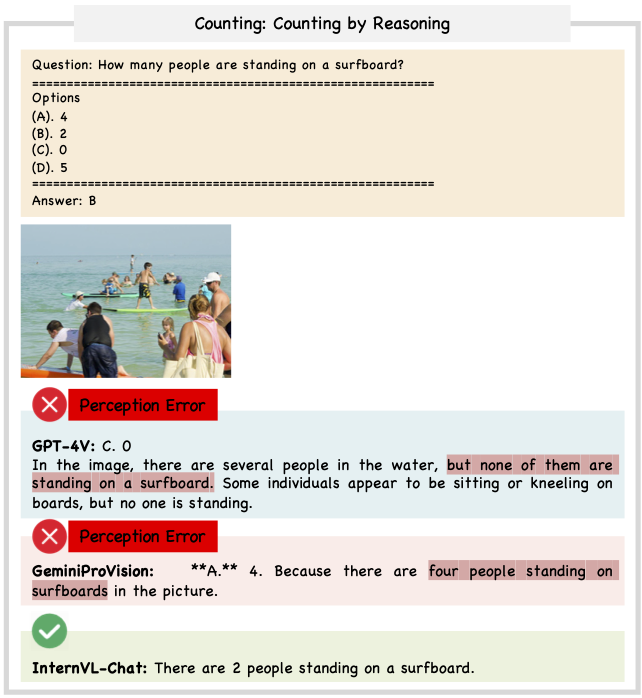 Counting: Counting by Reasoning
Question: How many people are standing on a surfboard?
==========================================================
Options
(A). 4
(B). 2
(C). 0
(D). 5
==========================================================
Answer: B
Perception Error
GPT-4V: C. 0
In the image, there are several people in the water, but none of them are
standing on a surfboard. Some individuals appear to be sitting or kneeling on
boards, but no one is standing.
Perception Error
GeminiProVision: **A.** 4. Because there are four people standing on
surfboards in the picture.
InternVL-Chat: There are 2 people standing on a surfboard.